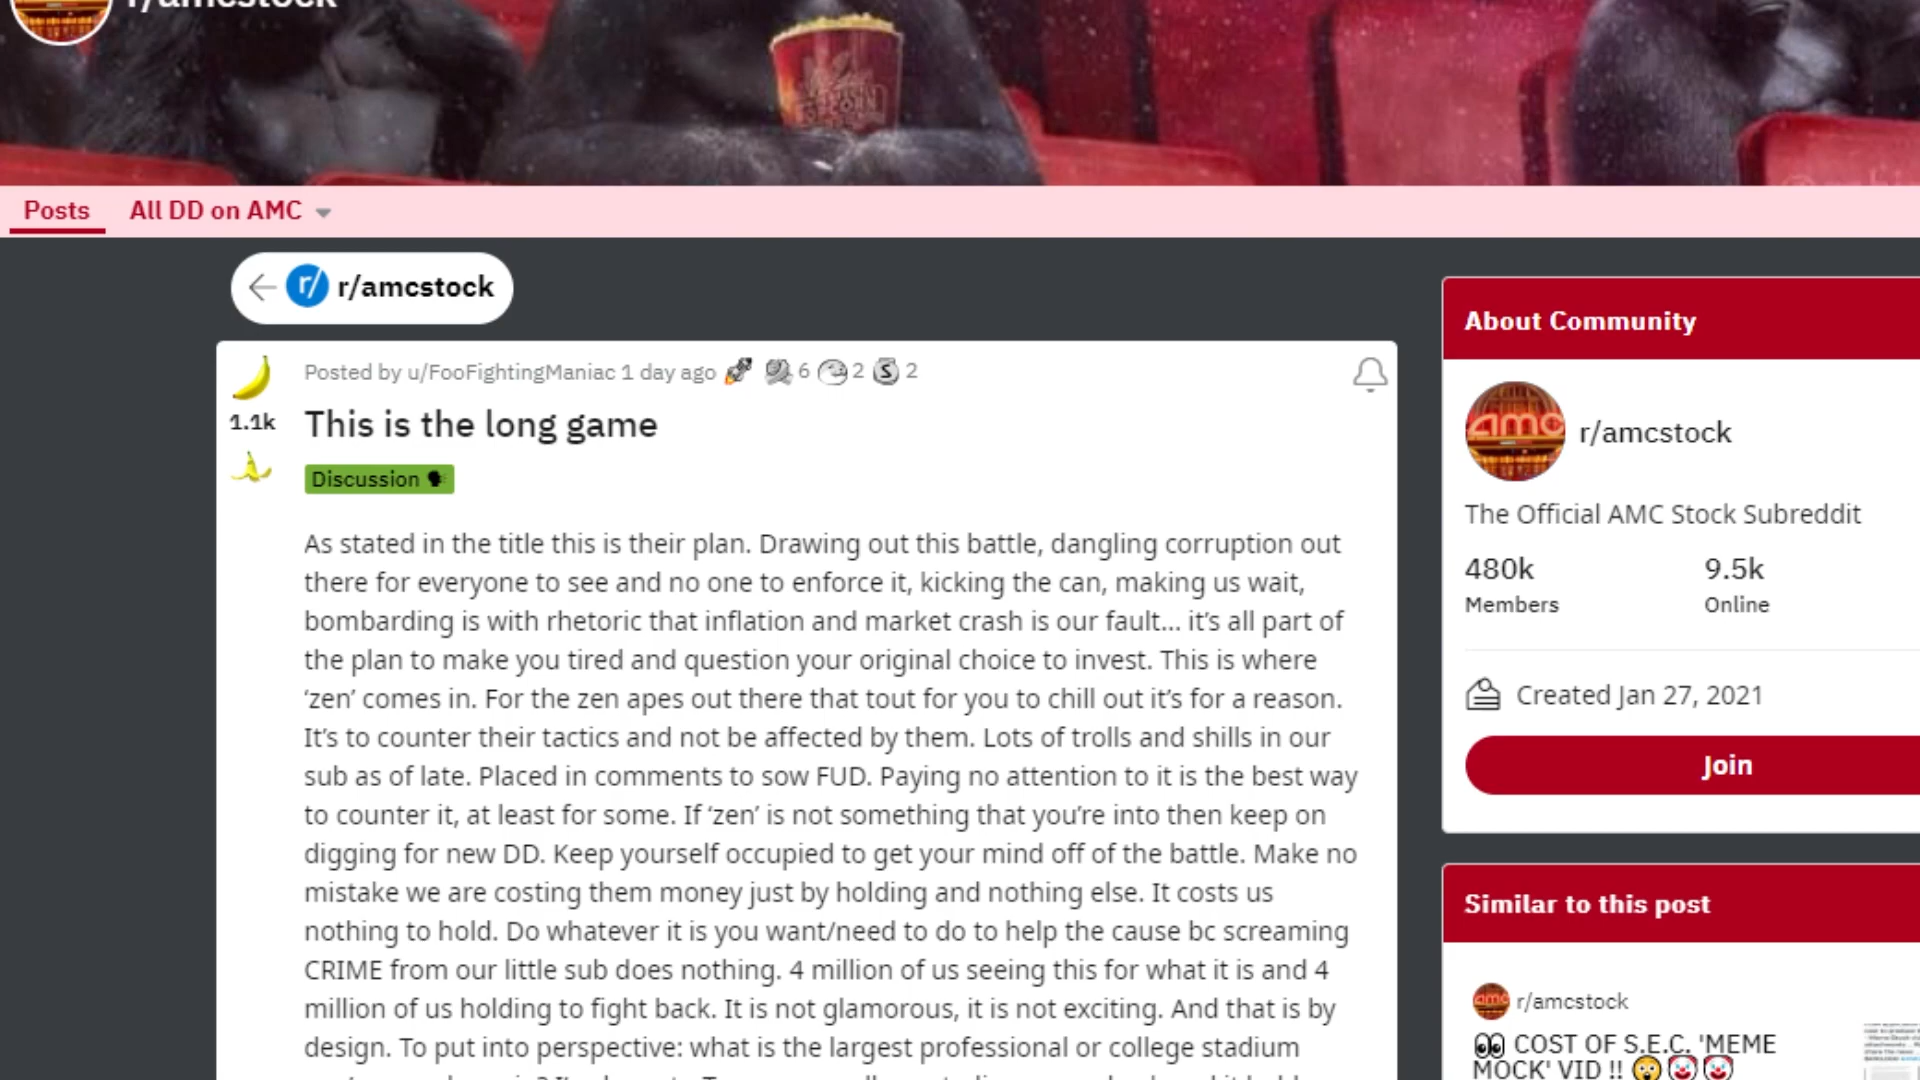 r/amcstock
Posts
All DD on AMC
r/ r/amcstock
Posted by u/FooFightingManiac 1 day ago 6 2 S 2
1.1k
This is the long game
Discussion
As stated in the title this is their plan. Drawing out this battle, dangling corruption out
there for everyone to see and no one to enforce it, kicking the can, making us wait,
bombarding is with rhetoric that inflation and market crash is our fault... it’s all part of
the plan to make you tired and question your original choice to invest. This is where
‘zen’ comes in. For the zen apes out there that tout for you to chill out it’s for a reason.
It’s to counter their tactics and not be affected by them. Lots of trolls and shills in our
sub as of late. Placed in comments to sow FUD. Paying no attention to it is the best way
to counter it, at least for some. If ‘zen’ is not something that you’re into then keep on
digging for new DD. Keep yourself occupied to get your mind off of the battle. Make no
mistake we are costing them money just by holding and nothing else. It costs us
nothing to hold. Do whatever it is you want/need to do to help the cause bc screaming
CRIME from our little sub does nothing. 4 million of us seeing this for what it is and 4
million of us holding to fight back. It is not glamorous, it is not exciting. And that is by
design. To put into perspective: what is the largest professional or college stadium
About Community
amc
r/amcstock
The Official AMC Stock Subreddit
480k 9.5k
Members Online
Created Jan 27, 2021
Join
Similar to this post
amc r/amcstock
COST OF S.E.C. 'MEME
MOCK' VID !!